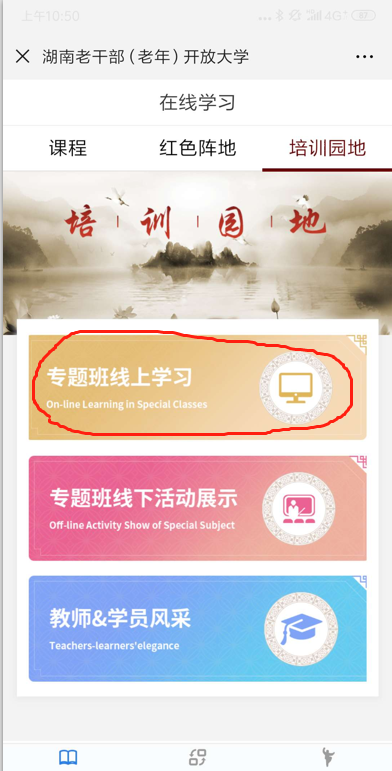 上午10:50
4G+
湖南老干部（老年）开放大学
在线学习
课程 红色阵地 培训园地
培训园地
专题班线上学习
On-line Learning in Special Classes
专题班线下活动展示
Off-line Activity Show of Special Subject
教师&学员风采
Teachers-learners'elegance